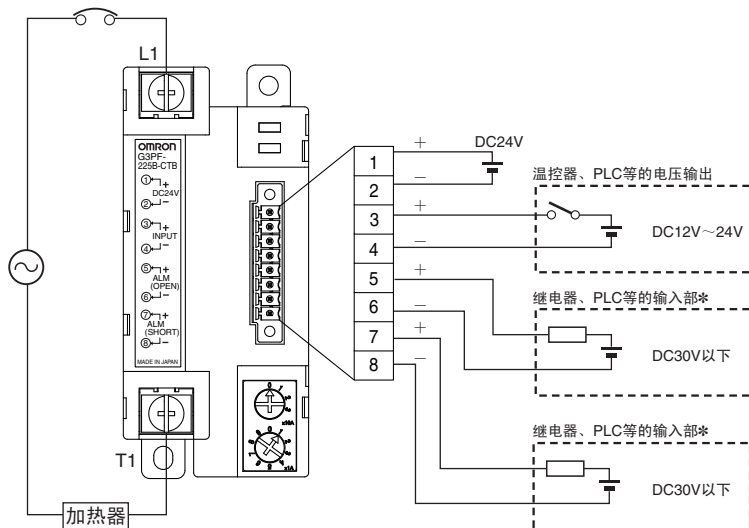 L1
OMRON
G3PF-
225B-CTB
① +
DC24V
② −
③ +
INPUT
④ −
⑤ +
ALM
(OPEN)
⑥ −
⑦ +
ALM
(SHORT)
⑧ −
MADE IN JAPAN
T1
加热器
x10A
x1A
1
2
3
4
5
6
7
8
+
−
+
−
+
−
+
−
DC24V
温控器、PLC等的电压输出
DC12V～24V
继电器、PLC等的输入部*
DC30V以下
继电器、PLC等的输入部*
DC30V以下